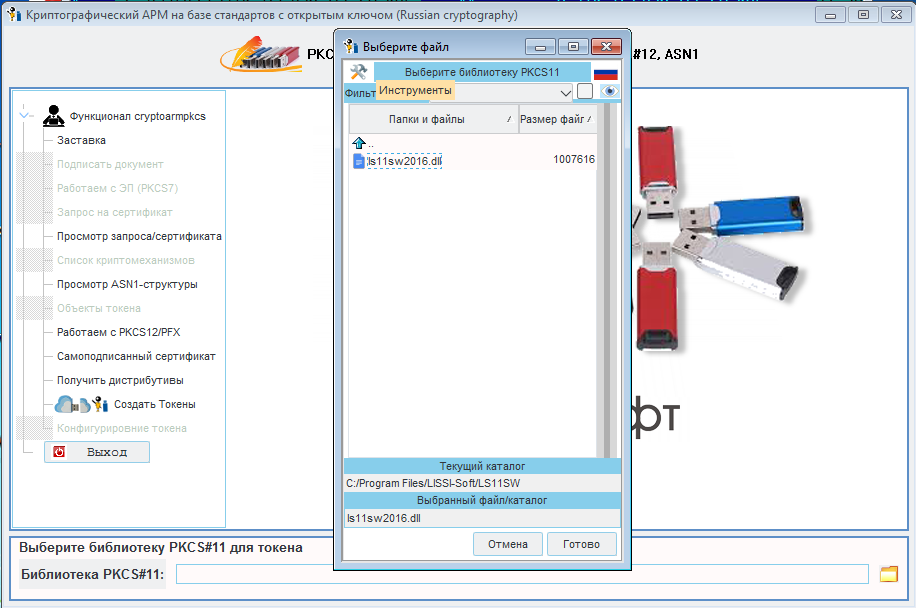 Криптографический АРМ на базе стандартов с открытым ключом (Russian cryptography)
Выберите файл
PKC
#12, ASN1
Выберите библиотеку PKCS11
Фильт
Инструменты
Папки и файлы
Размер файл
..
ls11sw2016.dll
1007616
Функционал cryptoarmpkcs
Заставка
Подписать документ
Работаем с ЭП (PKCS7)
Запрос на сертификат
Просмотр запроса/сертификата
Список криптомеханизмов
Просмотр ASN1-структуры
Объекты токена
Работаем с PKCS12/PFX
Самоподписанный сертификат
Получить дистрибутивы
Создать Токены
Конфигурировние токена
Выход
фт
Текущий каталог
C:/Program Files/LISSI-Soft/LS11SW
Выбранный файл/каталог
ls11sw2016.dll
Отмена
Готово
Выберите библиотеку PKCS#11 для токена
Библиотека PKCS#11: